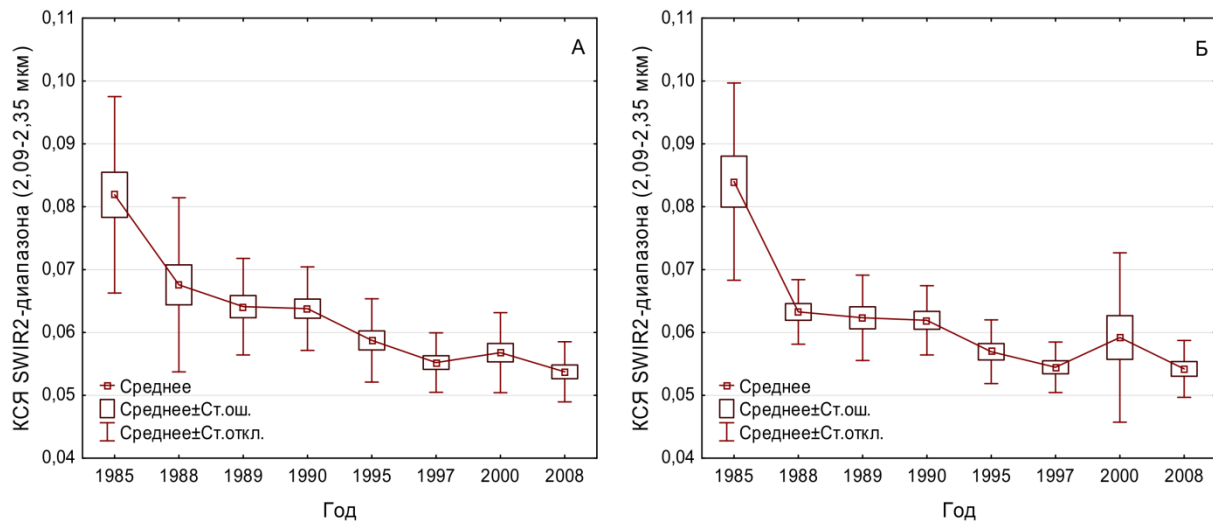 А
КСЯ SWIR2-диапазона (2,09-2,35 мкм)
0,11
0,10
0,09
0,08
0,07
0,06
0,05
0,04
Среднее
Среднее±Ст.ош.
Среднее±Ст.откл.
1985 1988 1989 1990 1995 1997 2000 2008
Год
Б
КСЯ SWIR2-диапазона (2,09-2,35 мкм)
0,11
0,10
0,09
0,08
0,07
0,06
0,05
0,04
Среднее
Среднее±Ст.ош.
Среднее±Ст.откл.
1985 1988 1989 1990 1995 1997 2000 2008
Год